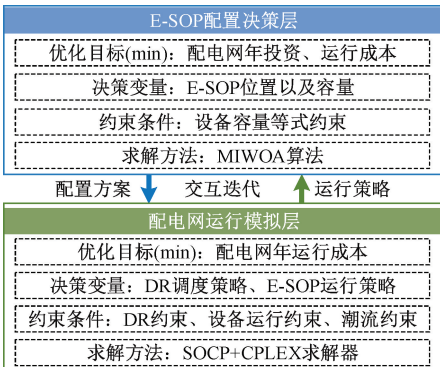 E-SOP配置决策层
优化目标(min)：配电网年投资、运行成本
决策变量：E-SOP位置以及容量
约束条件：设备容量等式约束
求解方法：MIWOA算法
配置方案 交互迭代 运行策略
配电网运行模拟层
优化目标(min)：配电网年运行成本
决策变量：DR调度策略、E-SOP运行策略
约束条件：DR约束、设备运行约束、潮流约束
求解方法：SOCP+CPLEX求解器